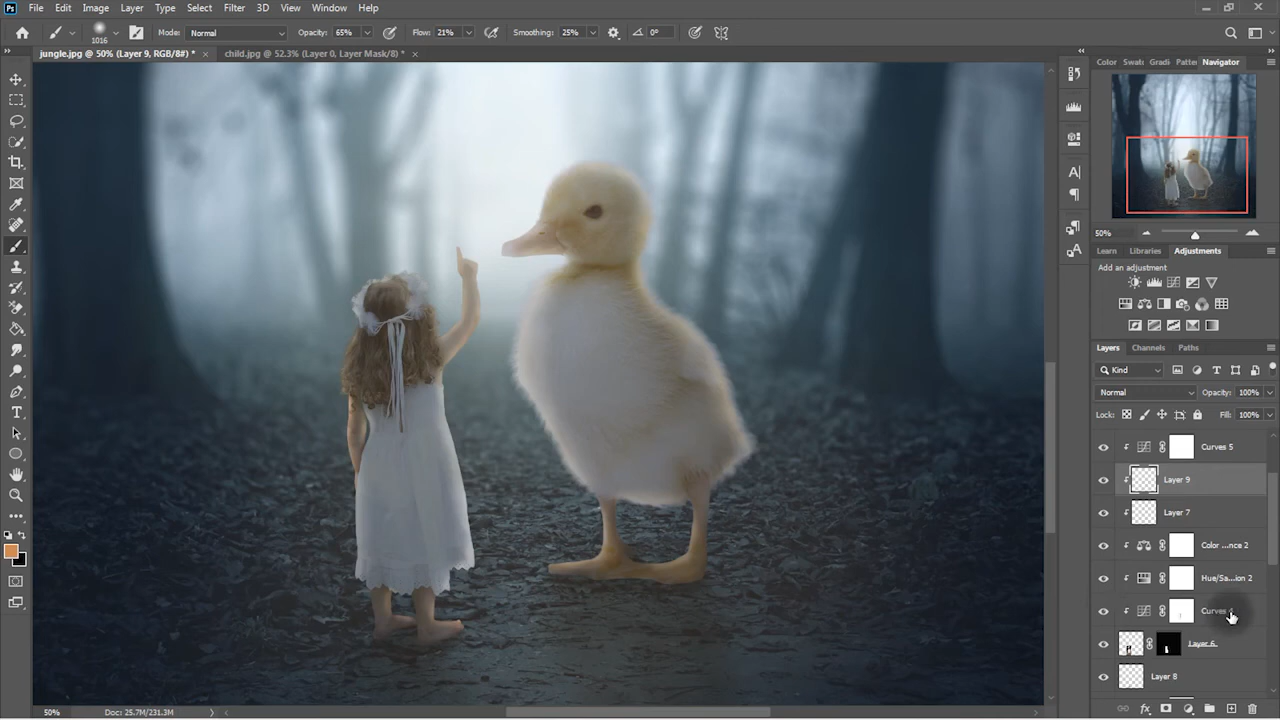 Ps File Edit Image Layer Type Select Filter 3D View Window Help
1016 Mode: Normal Opacity: 65% Flow: 21% Smoothing: 25% 0°
jungle.jpg @ 50% (Layer 9, RGB/8#) * × child.jpg @ 52.3% (Layer 0, Layer Mask/8) * ×
Color Swat Gradi Patte Navigator
50%
Learn Libraries Adjustments
Add an adjustment
Layers Channels Paths
Kind
Normal Opacity: 100%
Lock: Fill: 100%
Curves 5
Layer 9
Layer 7
Color ...nce 2
Hue/Sa...ion 2
Curves
Layer 6
Layer 8
50% Doc: 25.7M/231.3M